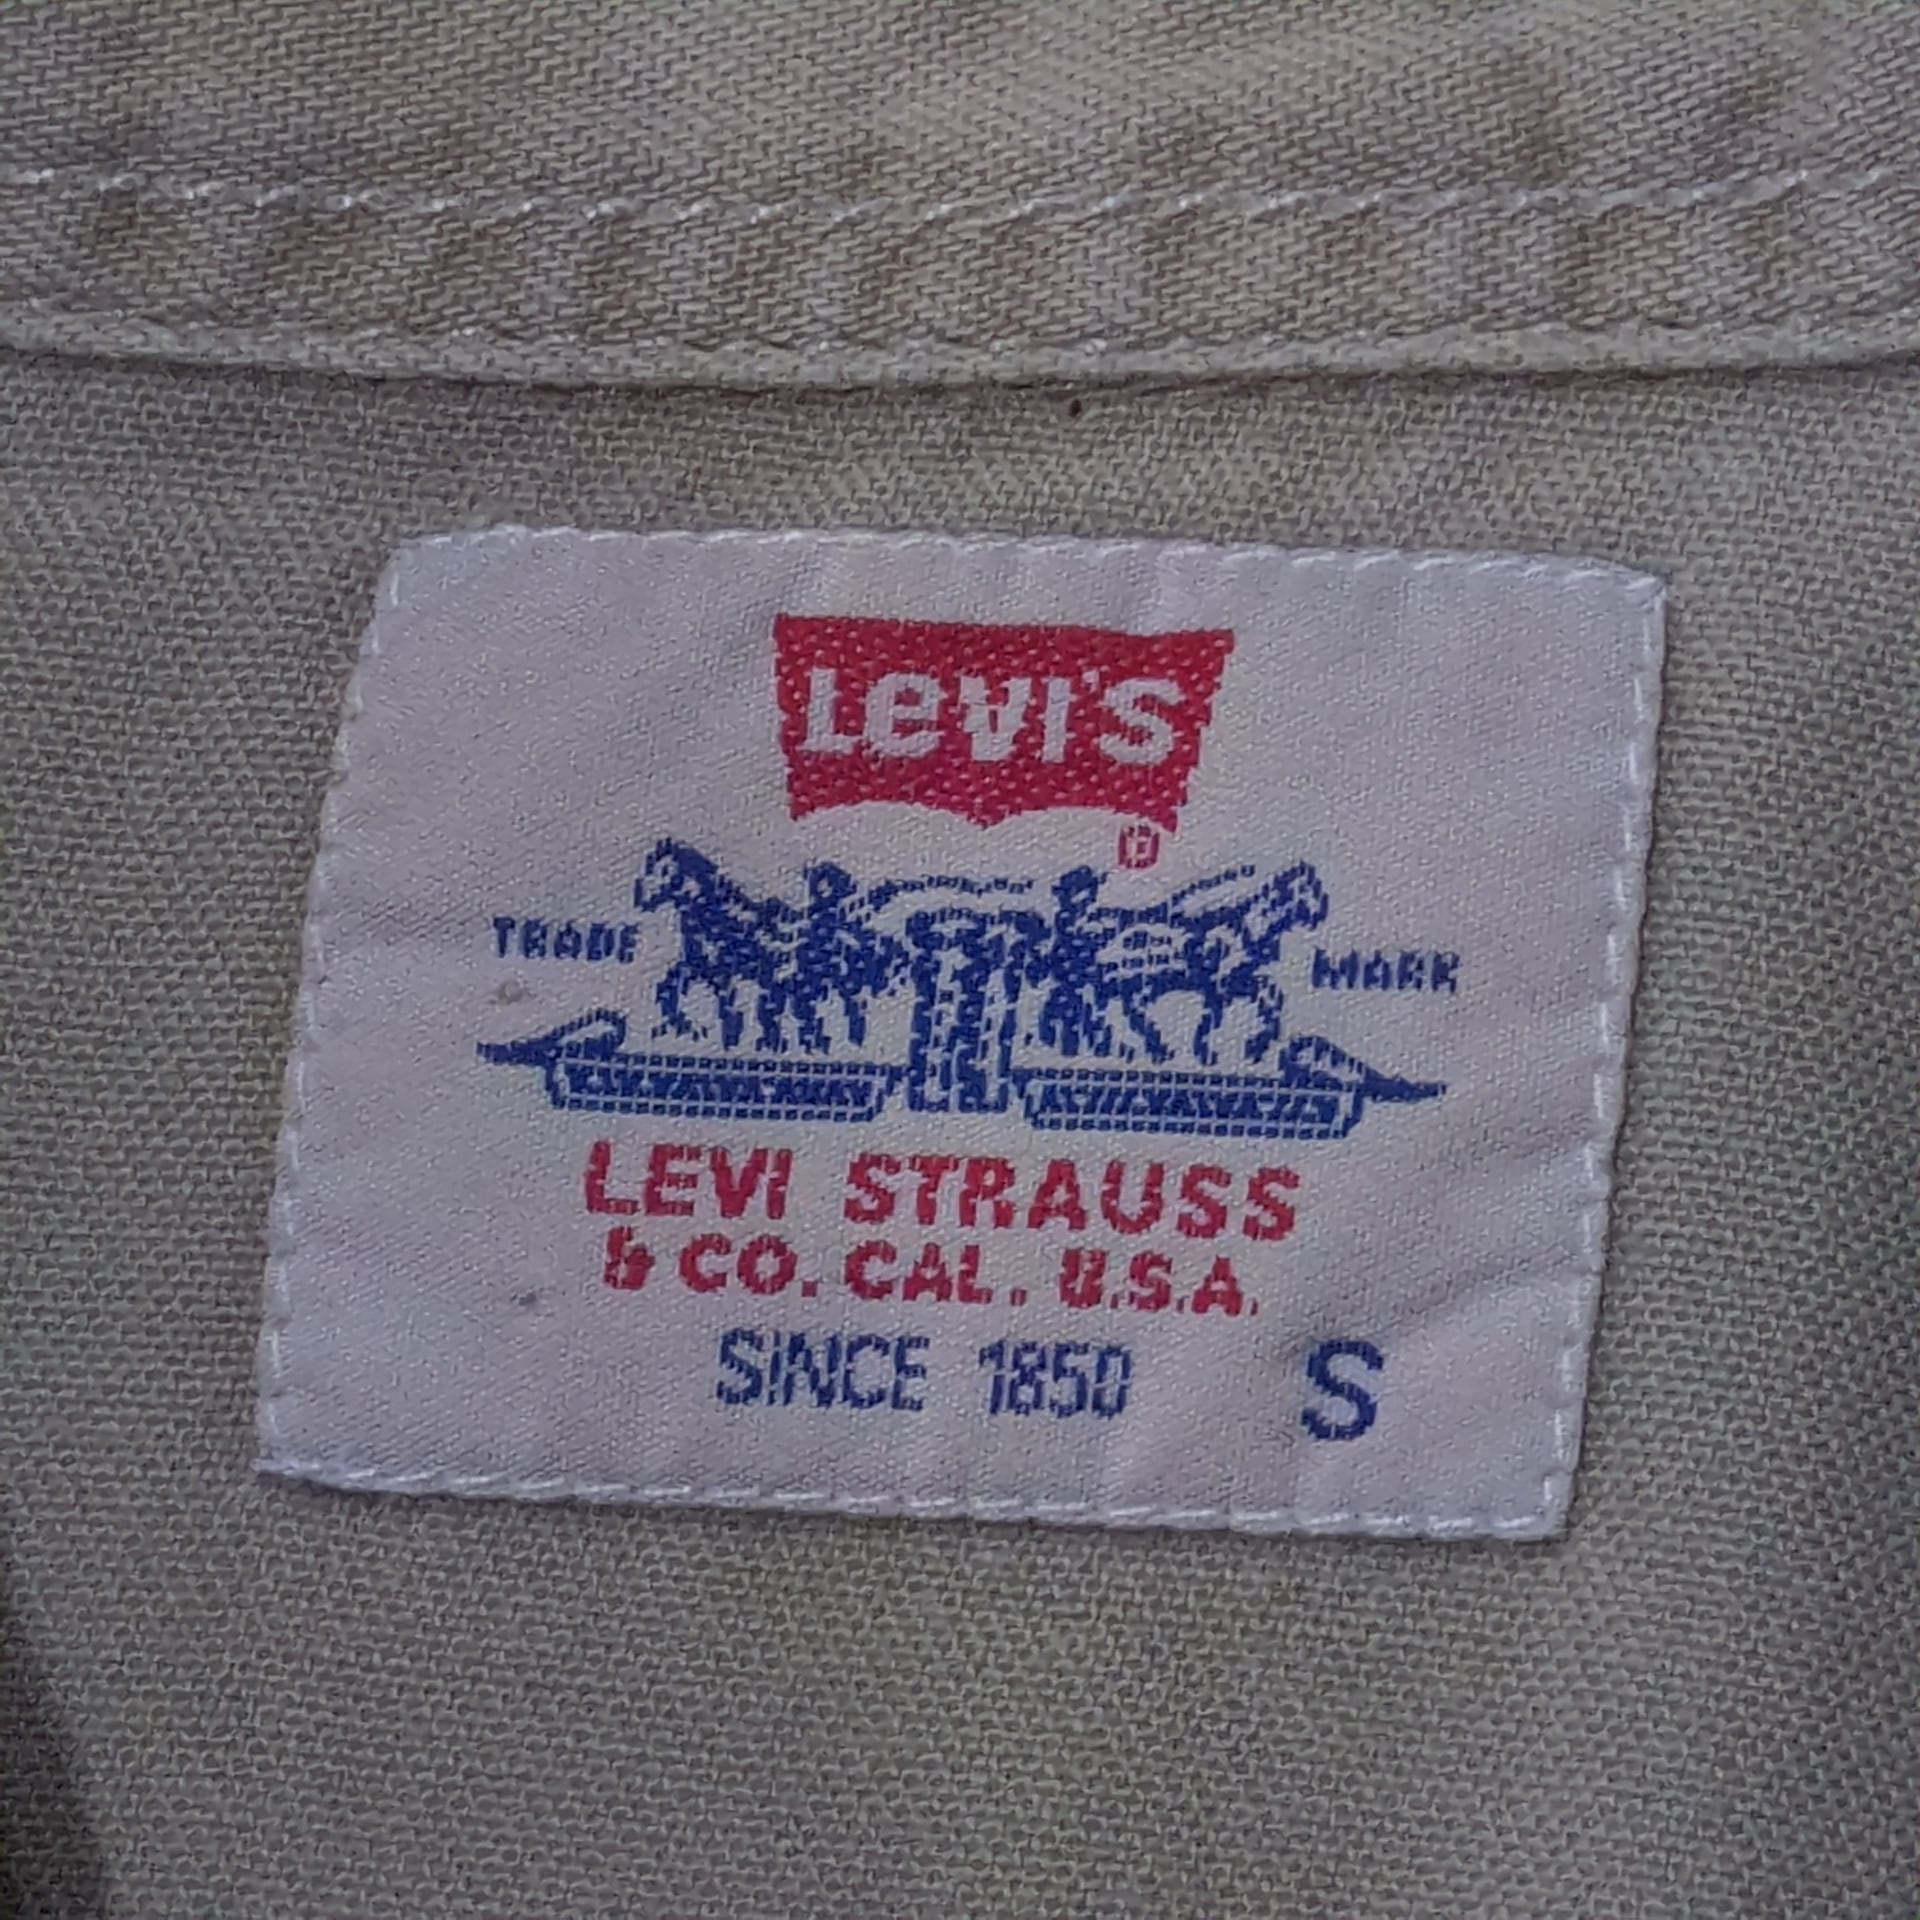 LEVI'S
®
TRADE MARK
LEVI STRAUSS
& CO. CAL. U.S.A.
SINCE 1850 S